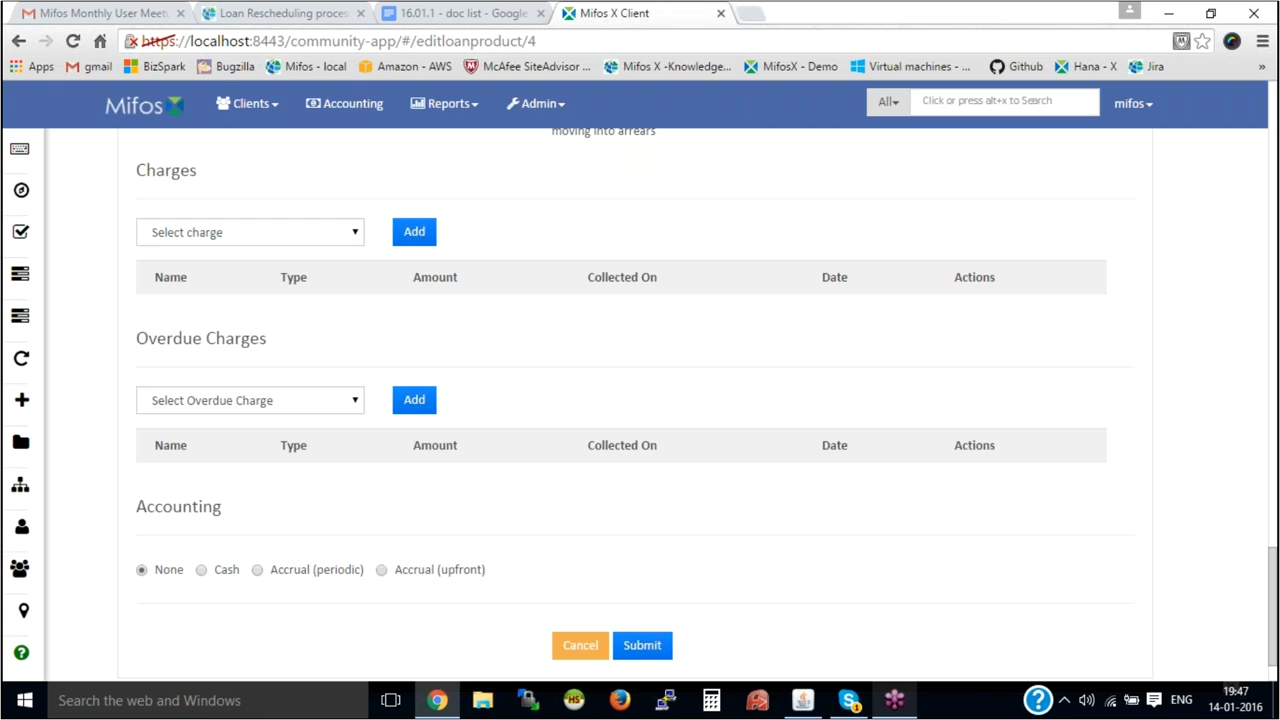 Mifos Monthly User Meetu
Loan Rescheduling proces
16.01.1 - doc list - Google
Mifos X Client
https://localhost:8443/community-app/#/editloanproduct/4
Apps
gmail
BizSpark
Bugzilla
Mifos - local
Amazon - AWS
McAfee SiteAdvisor ...
Mifos X -Knowledge...
MifosX - Demo
Virtual machines - ...
Github
Hana - X
Jira
»
Mifos
Clients
Accounting
Reports
Admin
All
Click or press alt+x to Search
mifos
moving into arrears
Charges
Select charge
Add
Name Type Amount Collected On Date Actions
Overdue Charges
Select Overdue Charge
Add
Name Type Amount Collected On Date Actions
Accounting
None Cash Accrual (periodic) Accrual (upfront)
Cancel Submit
Search the web and Windows
ENG
19:47
14-01-2016